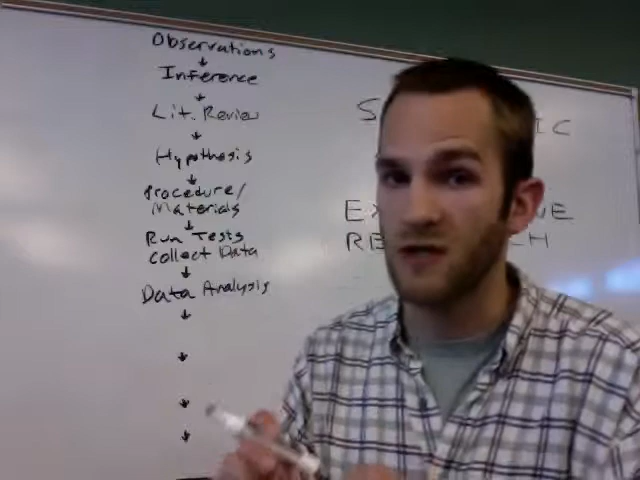 Observations
Inference
Lit. Review
Hypothesis
Procedure/
Materials
Run Tests
Collect Data
Data Analysis